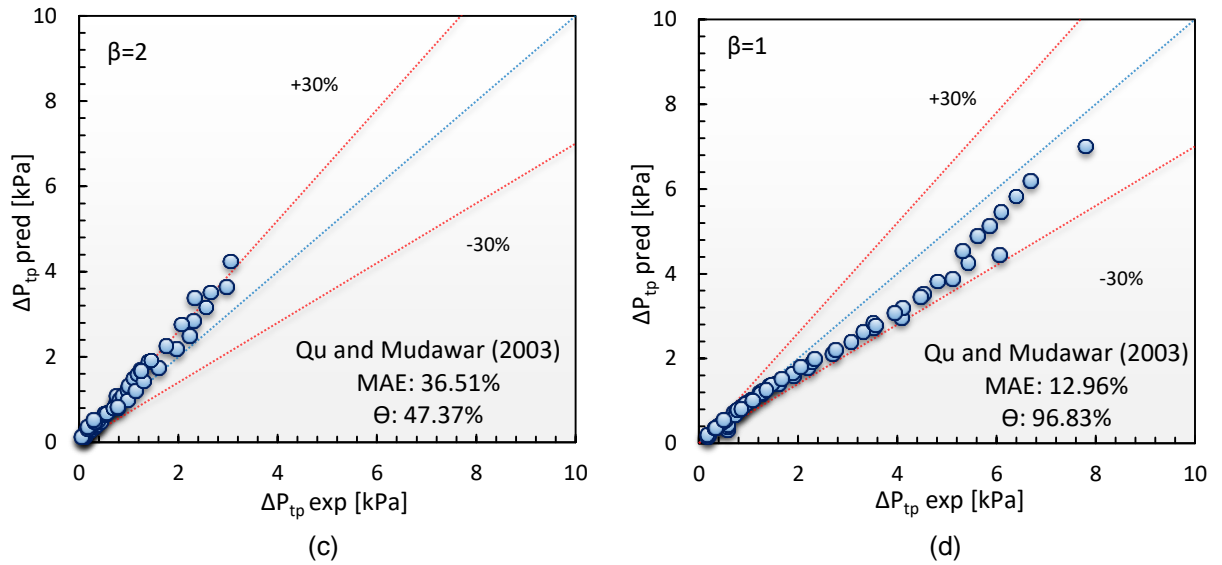 β=2
+30%
-30%
Qu and Mudawar (2003)
MAE: 36.51%
Ɵ: 47.37%
10
8
6
4
2
0
0
2
4
6
8
10
ΔPtp pred [kPa]
ΔPtp exp [kPa]
(c)
β=1
+30%
-30%
Qu and Mudawar (2003)
MAE: 12.96%
Ɵ: 96.83%
10
8
6
4
2
0
0
2
4
6
8
10
ΔPtp pred [kPa]
ΔPtp exp [kPa]
(d)